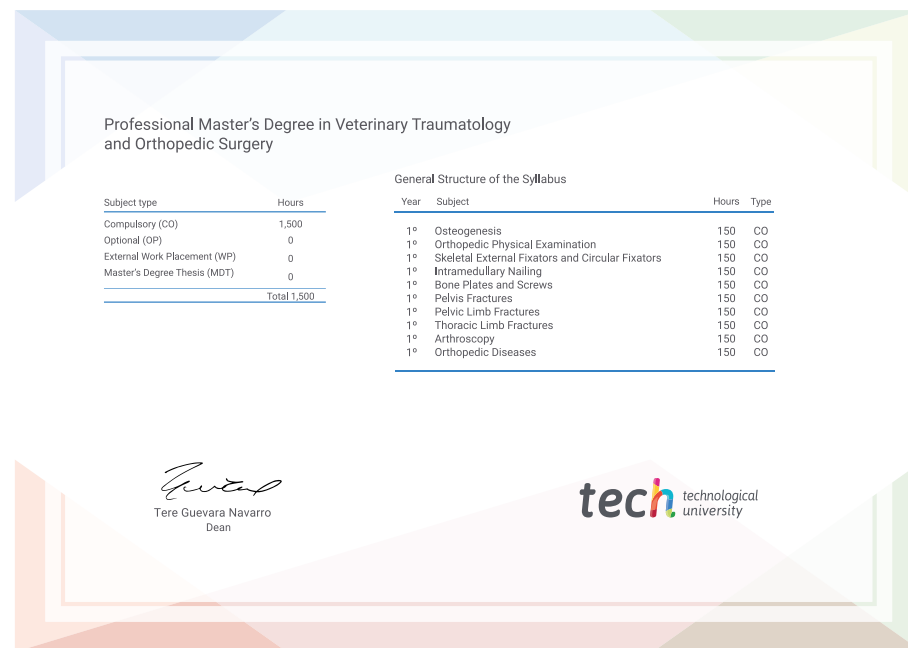 Professional Master's Degree in Veterinary Traumatology
and Orthopedic Surgery
Subject type Hours
Compulsory (CO) 1,500
Optional (OP) 0
External Work Placement (WP) 0
Master's Degree Thesis (MDT) 0
Total 1,500
General Structure of the Syllabus
Year Subject Hours Type
1º Osteogenesis 150 CO
1º Orthopedic Physical Examination 150 CO
1º Skeletal External Fixators and Circular Fixators 150 CO
1º Intramedullary Nailing 150 CO
1º Bone Plates and Screws 150 CO
1º Pelvis Fractures 150 CO
1º Pelvic Limb Fractures 150 CO
1º Thoracic Limb Fractures 150 CO
1º Arthroscopy 150 CO
1º Orthopedic Diseases 150 CO
Tere Guevara Navarro
Dean
tech technological
university